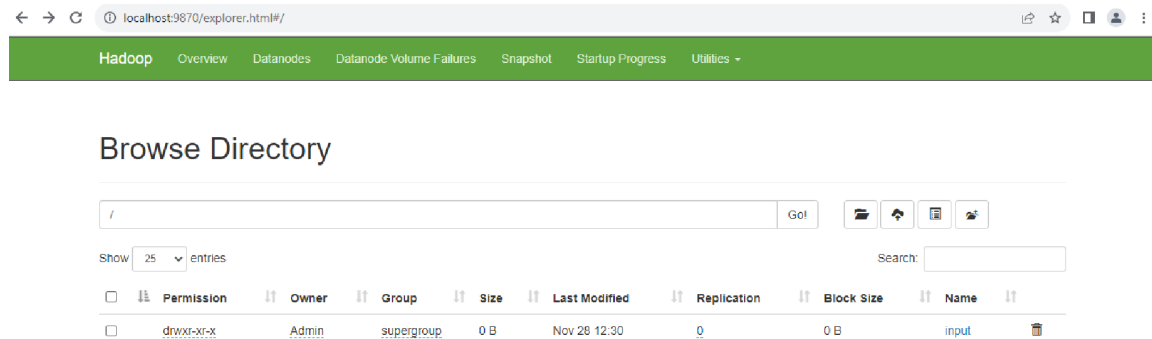 localhost:9870/explorer.html#/
Hadoop Overview Datanodes Datanode Volume Failures Snapshot Startup Progress Utilities
Browse Directory
/ Go!
Show 25 entries Search:
Permission Owner Group Size Last Modified Replication Block Size Name
drwxr-xr-x Admin supergroup 0 B Nov 28 12:30 0 0 B input